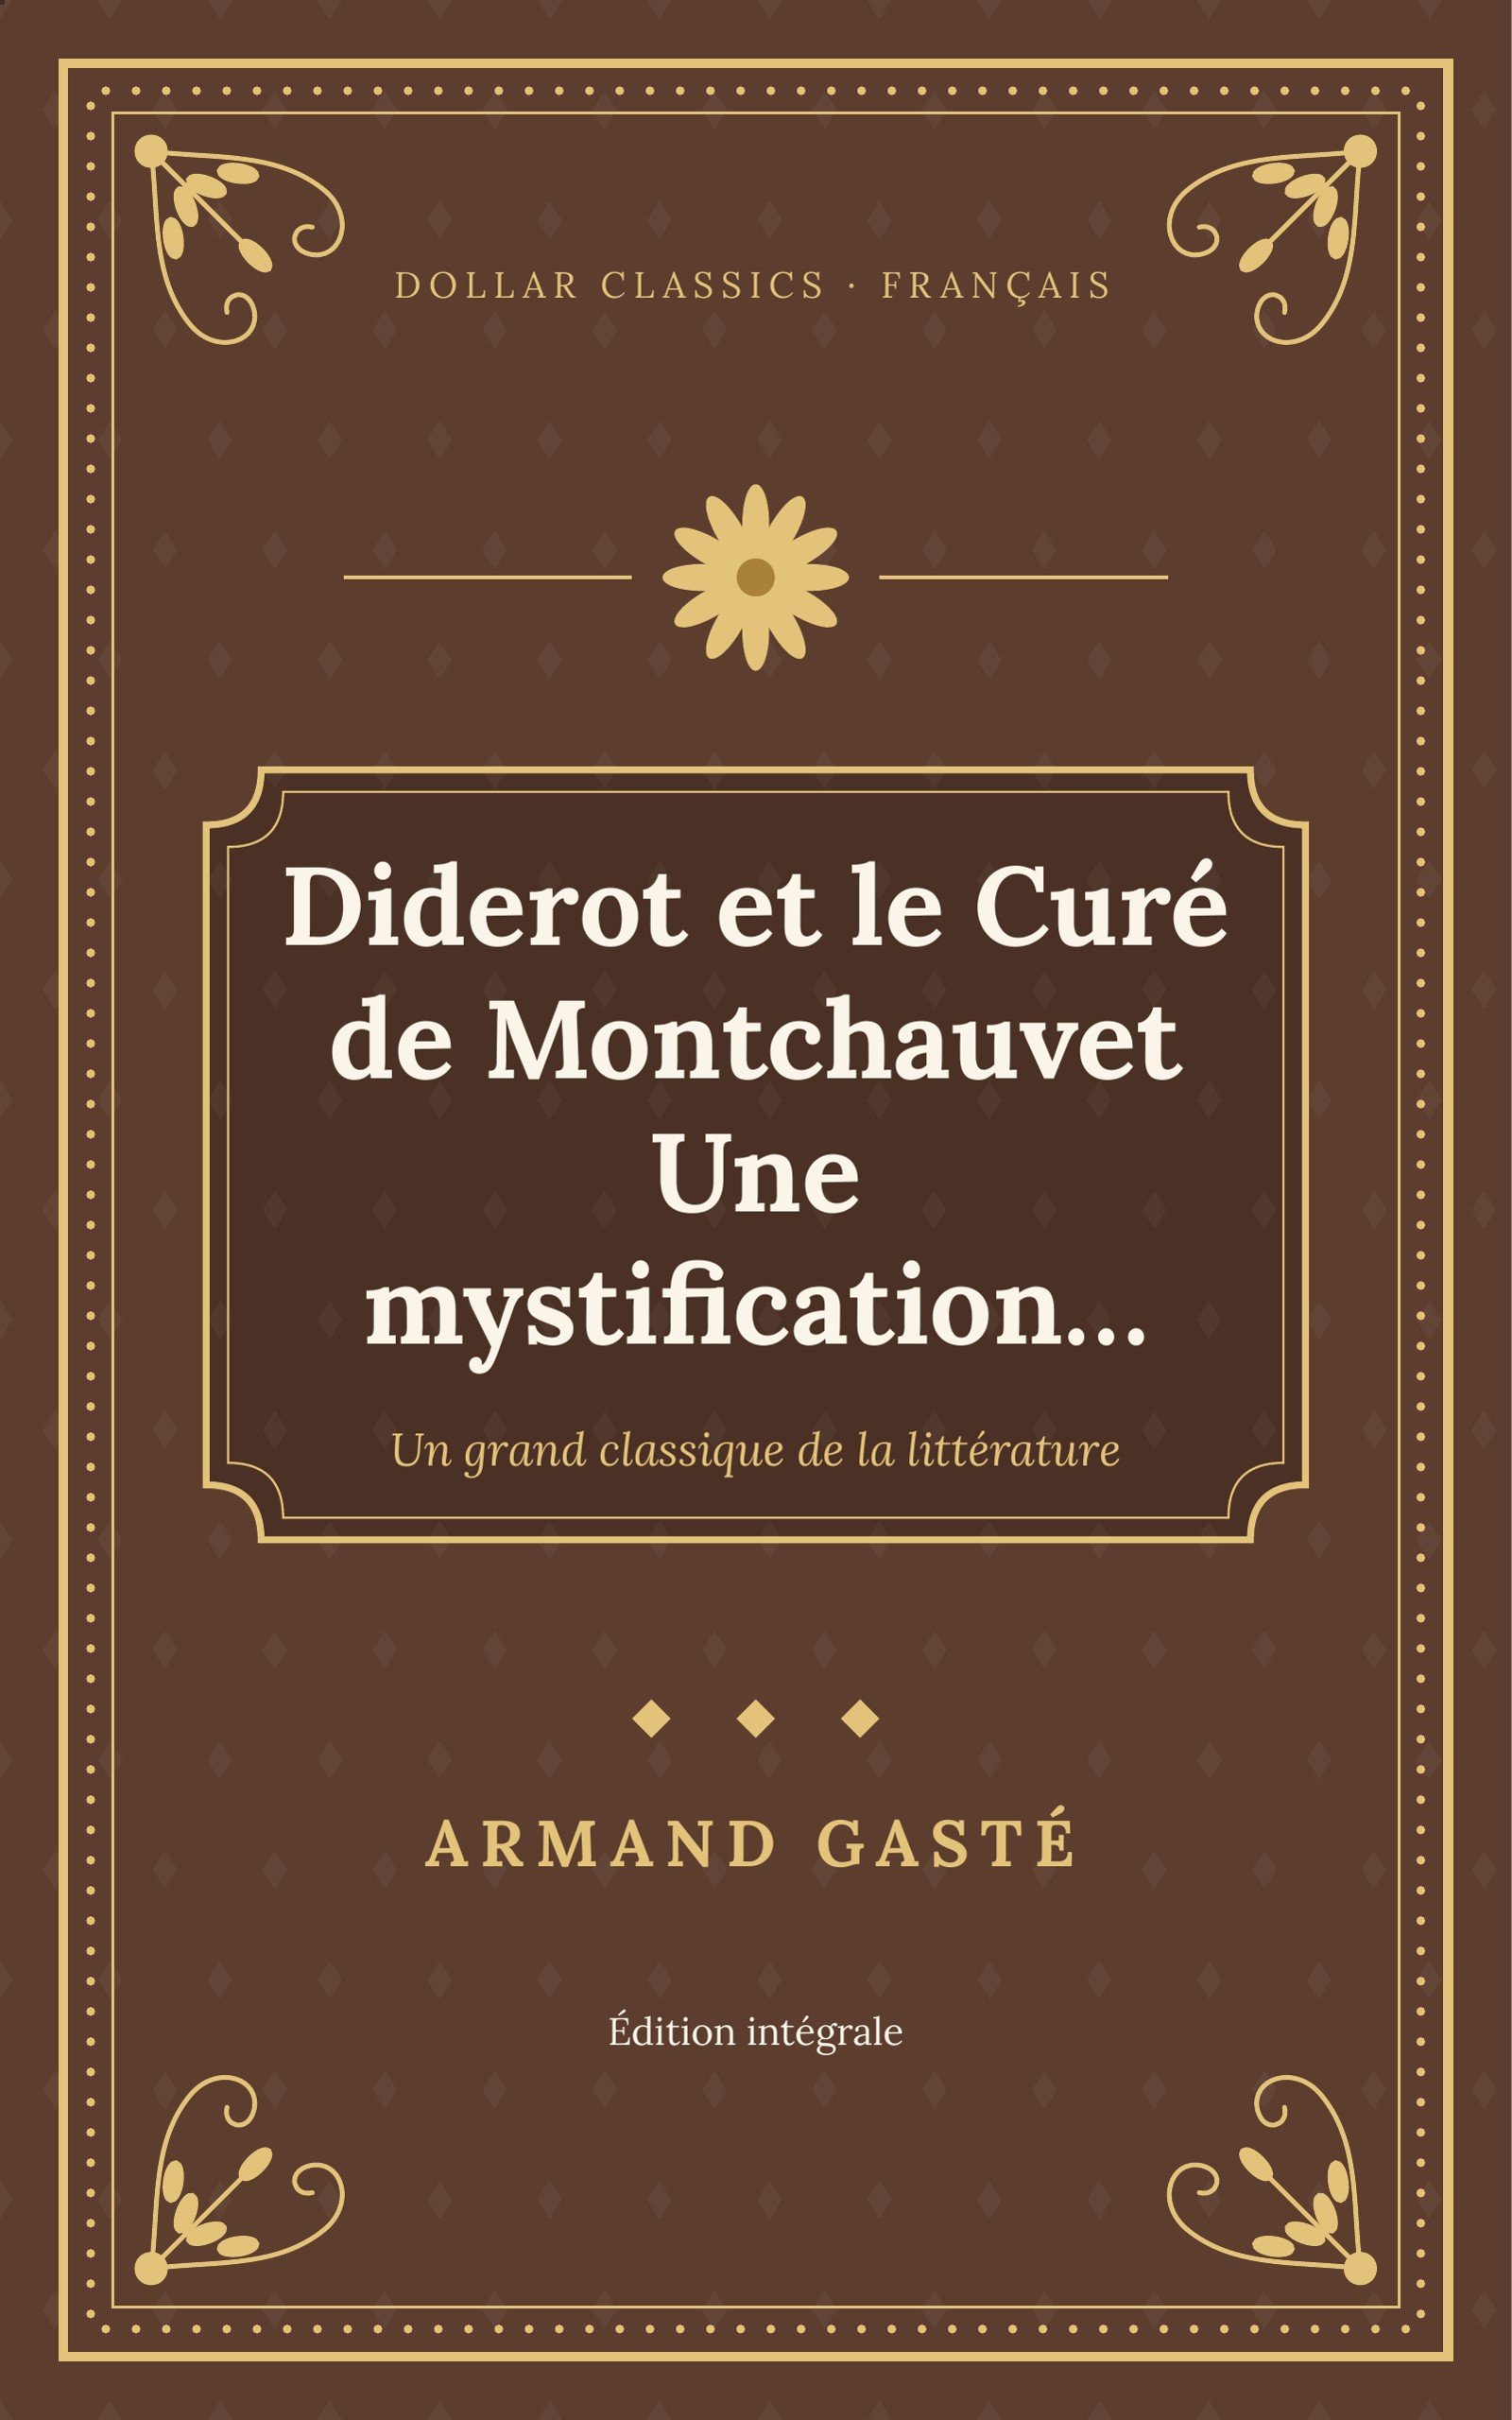 DOLLAR CLASSICS · FRANÇAIS
Diderot et le Curé
de Montchauvet
Une
mystification...
Un grand classique de la littérature
ARMAND GASTÉ
Édition intégrale